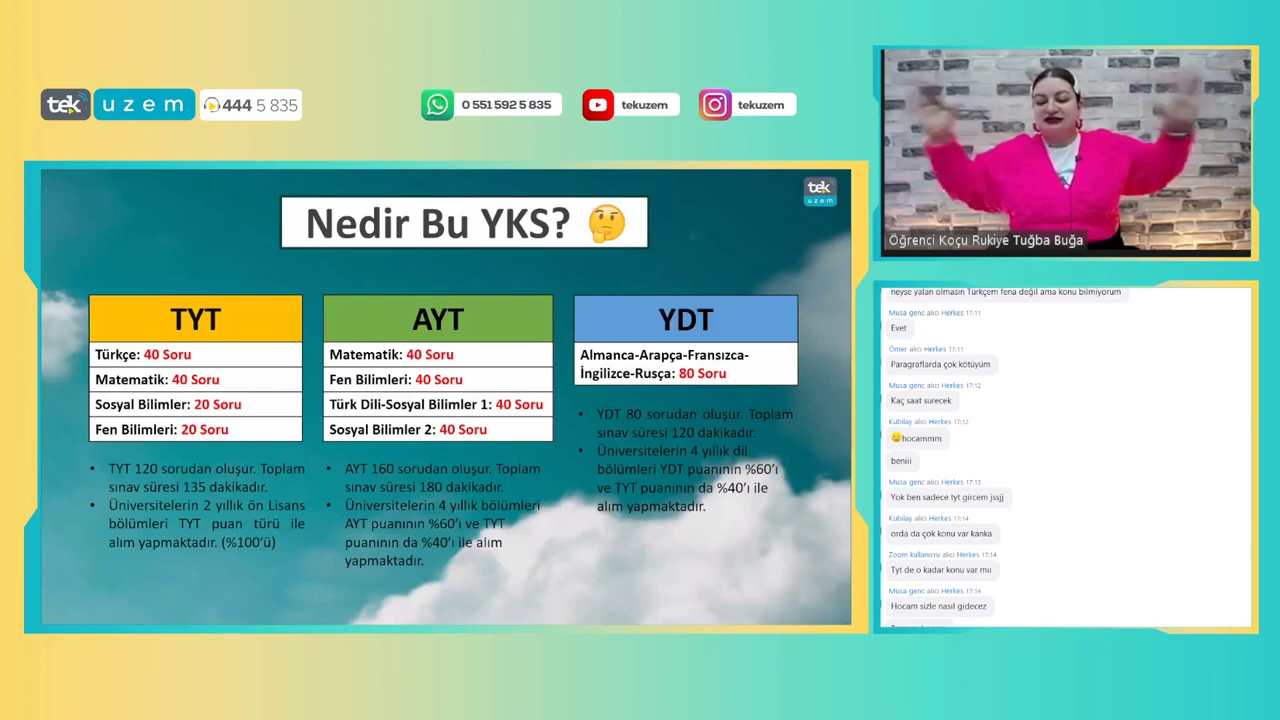 tek
uzem
444 5 835
0 551 592 5 835
tekuzem
tekuzem
tek
uzem
Nedir Bu YKS?
TYT
Türkçe: 40 Soru
Matematik: 40 Soru
Sosyal Bilimler: 20 Soru
Fen Bilimleri: 20 Soru
• TYT 120 sorudan oluşur. Toplam
sınav süresi 135 dakikadır.
• Üniversitelerin 2 yıllık ön Lisans
bölümleri TYT puan türü ile
alım yapmaktadır. (%100'ü)
AYT
Matematik: 40 Soru
Fen Bilimleri: 40 Soru
Türk Dili-Sosyal Bilimler 1: 40 Soru
Sosyal Bilimler 2: 40 Soru
• AYT 160 sorudan oluşur. Toplam
sınav süresi 180 dakikadır.
• Üniversitelerin 4 yıllık bölümleri
AYT puanının %60'ı ve TYT
puanının da %40'ı ile alım
yapmaktadır.
YDT
Almanca-Arapça-Fransızca-
İngilizce-Rusça: 80 Soru
• YDT 80 sorudan oluşur. Toplam
sınav süresi 120 dakikadır.
• Üniversitelerin 4 yıllık dil
bölümleri YDT puanının %60'ı
ve TYT puanının da %40'ı ile
alım yapmaktadır.
Öğrenci Koçu Rukiye Tuğba Buğa
neyse yalan olmasın Türkçem fena değil ama konu bilmiyorum
Musa genc alıcı Herkes 17:11
Evet
Ömer alıcı Herkes 17:11
Paragraflarda çok kötüyüm
Musa genc alıcı Herkes 17:12
Kaç saat surecek
Kubilay alıcı Herkes 17:12
hocammm
beniii
Musa genc alıcı Herkes 17:13
Yok ben sadece tyt gircem jssjj
Kubilay alıcı Herkes 17:14
orda da çok konu var kanka
Zoom kullanıcısı alıcı Herkes 17:14
Tyt de o kadar konu var mıı
Musa genc alıcı Herkes 17:14
Hocam sizle nasıl gidecez